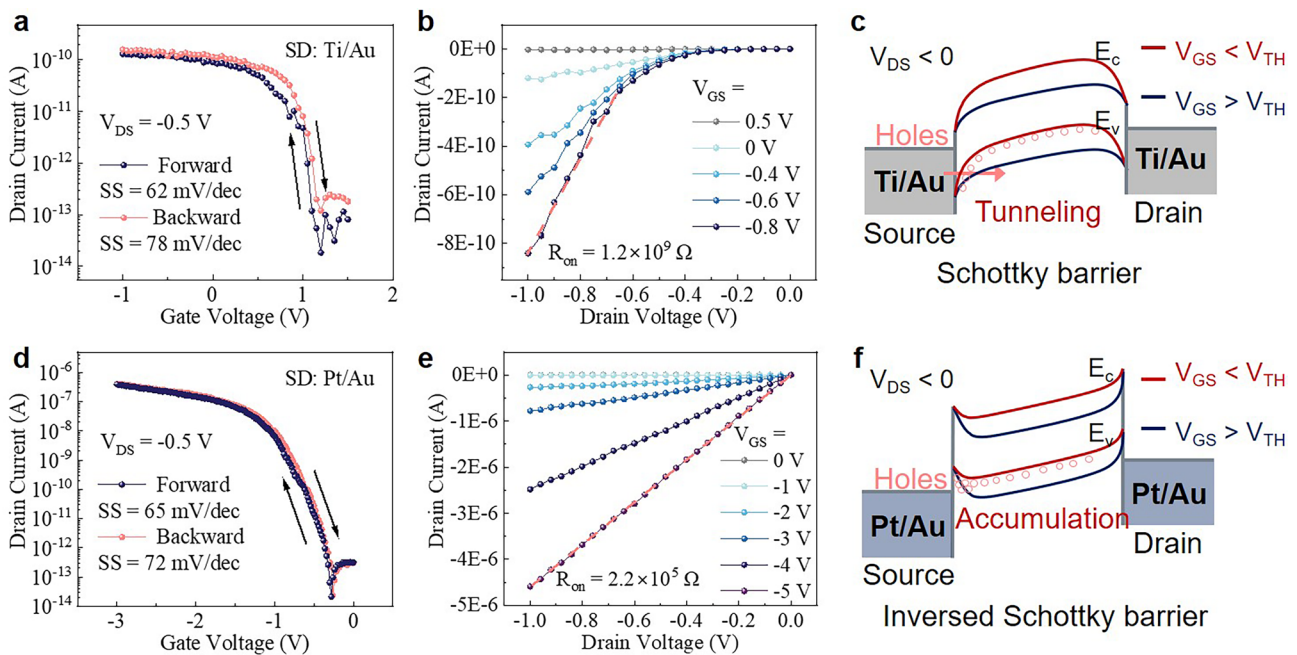 a
SD: Ti/Au
V_DS = -0.5 V
Forward
SS = 62 mV/dec
Backward
SS = 78 mV/dec
10^-10
10^-11
10^-12
10^-13
10^-14
-1
0
1
2
Drain Current (A)
Gate Voltage (V)
b
0E+0
-2E-10
-4E-10
-6E-10
-8E-10
V_GS =
0.5 V
0 V
-0.4 V
-0.6 V
-0.8 V
R_on = 1.2×10^9 Ω
-1.0
-0.8
-0.6
-0.4
-0.2
0.0
Drain Current (A)
Drain Voltage (V)
c
V_DS < 0
E_c
V_GS < V_TH
V_GS > V_TH
Holes
E_v
Ti/Au
Ti/Au
Tunneling
Source
Drain
Schottky barrier
d
SD: Pt/Au
V_DS = -0.5 V
Forward
SS = 65 mV/dec
Backward
SS = 72 mV/dec
10^-6
10^-7
10^-8
10^-9
10^-10
10^-11
10^-12
10^-13
10^-14
-3
-2
-1
0
Drain Current (A)
Gate Voltage (V)
e
0E+0
-1E-6
-2E-6
-3E-6
-4E-6
-5E-6
V_GS =
0 V
-1 V
-2 V
-3 V
-4 V
-5 V
R_on = 2.2×10^5 Ω
-1.0
-0.8
-0.6
-0.4
-0.2
0.0
Drain Current (A)
Drain Voltage (V)
f
V_DS < 0
E_c
V_GS < V_TH
V_GS > V_TH
E_v
Holes
Pt/Au
Pt/Au
Accumulation
Source
Drain
Inversed Schottky barrier